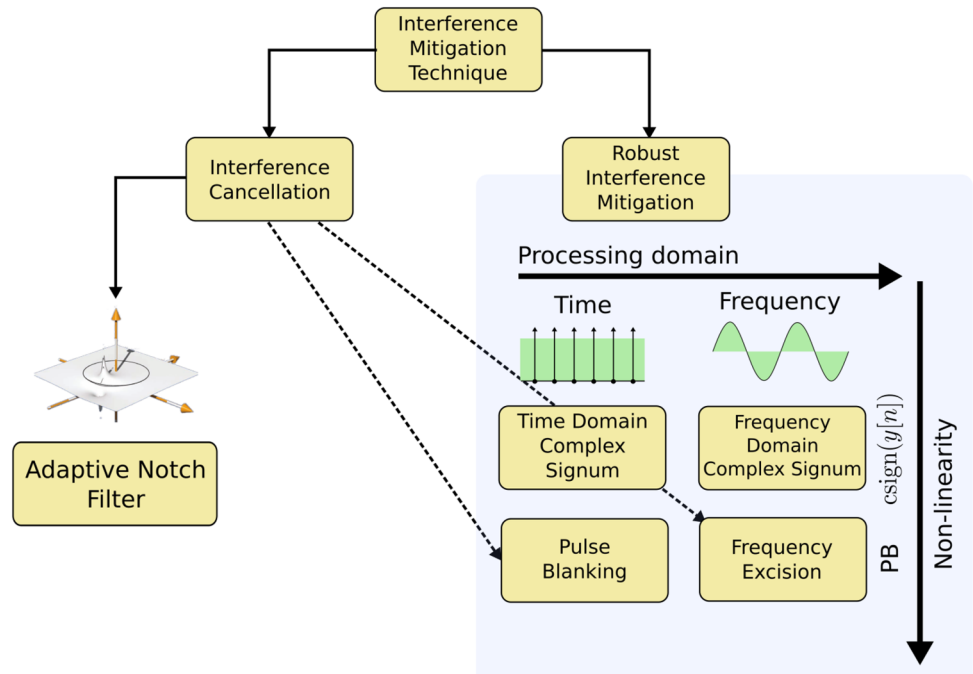 Interference
Mitigation
Technique
Interference
Cancellation
Robust
Interference
Mitigation
Processing domain
Time
Frequency
Adaptive Notch
Filter
Time Domain
Complex
Signum
Frequency
Domain
Complex Signum
csign(y[n])
Pulse
Blanking
Frequency
Excision
PB
Non-linearity